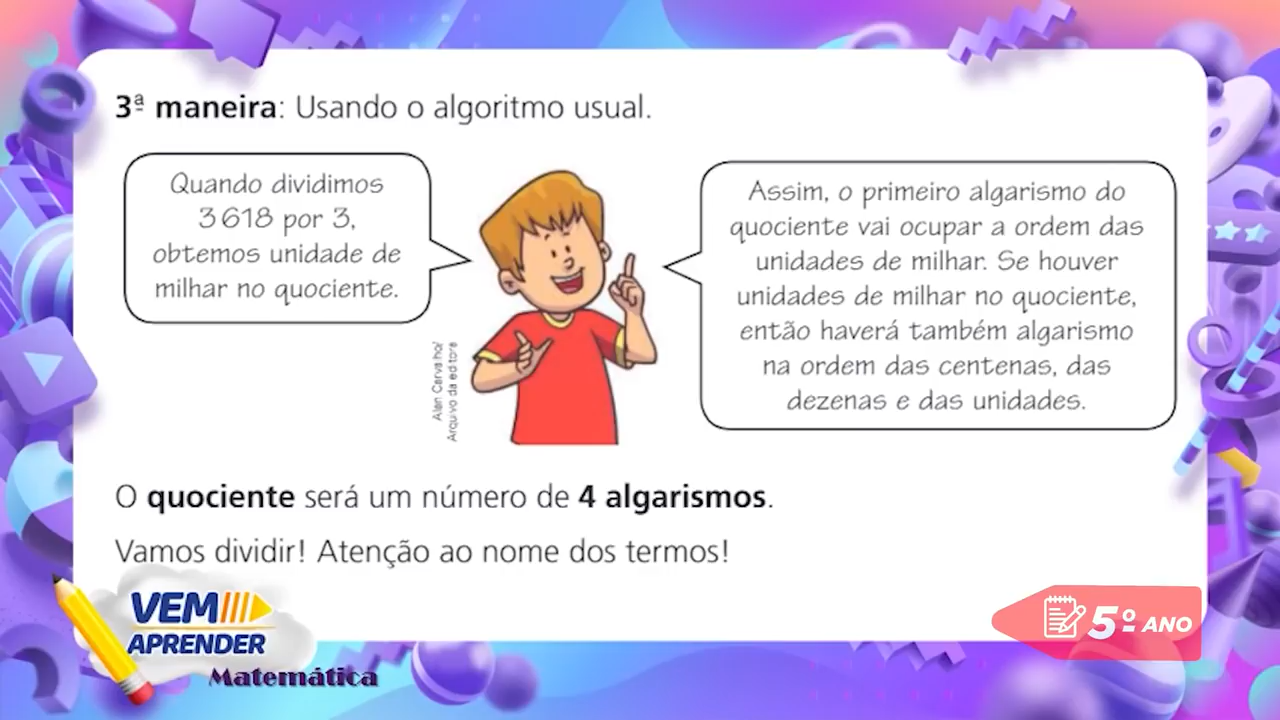 3ª maneira: Usando o algoritmo usual.
Quando dividimos
3 618 por 3,
obtemos unidade de
milhar no quociente.
Assim, o primeiro algarismo do
quociente vai ocupar a ordem das
unidades de milhar. Se houver
unidades de milhar no quociente,
então haverá também algarismo
na ordem das centenas, das
dezenas e das unidades.
Alan Carvalho/
Arquivo da editora
O quociente será um número de 4 algarismos.
Vamos dividir! Atenção ao nome dos termos!
VEM
APRENDER
Matemática
5º ANO